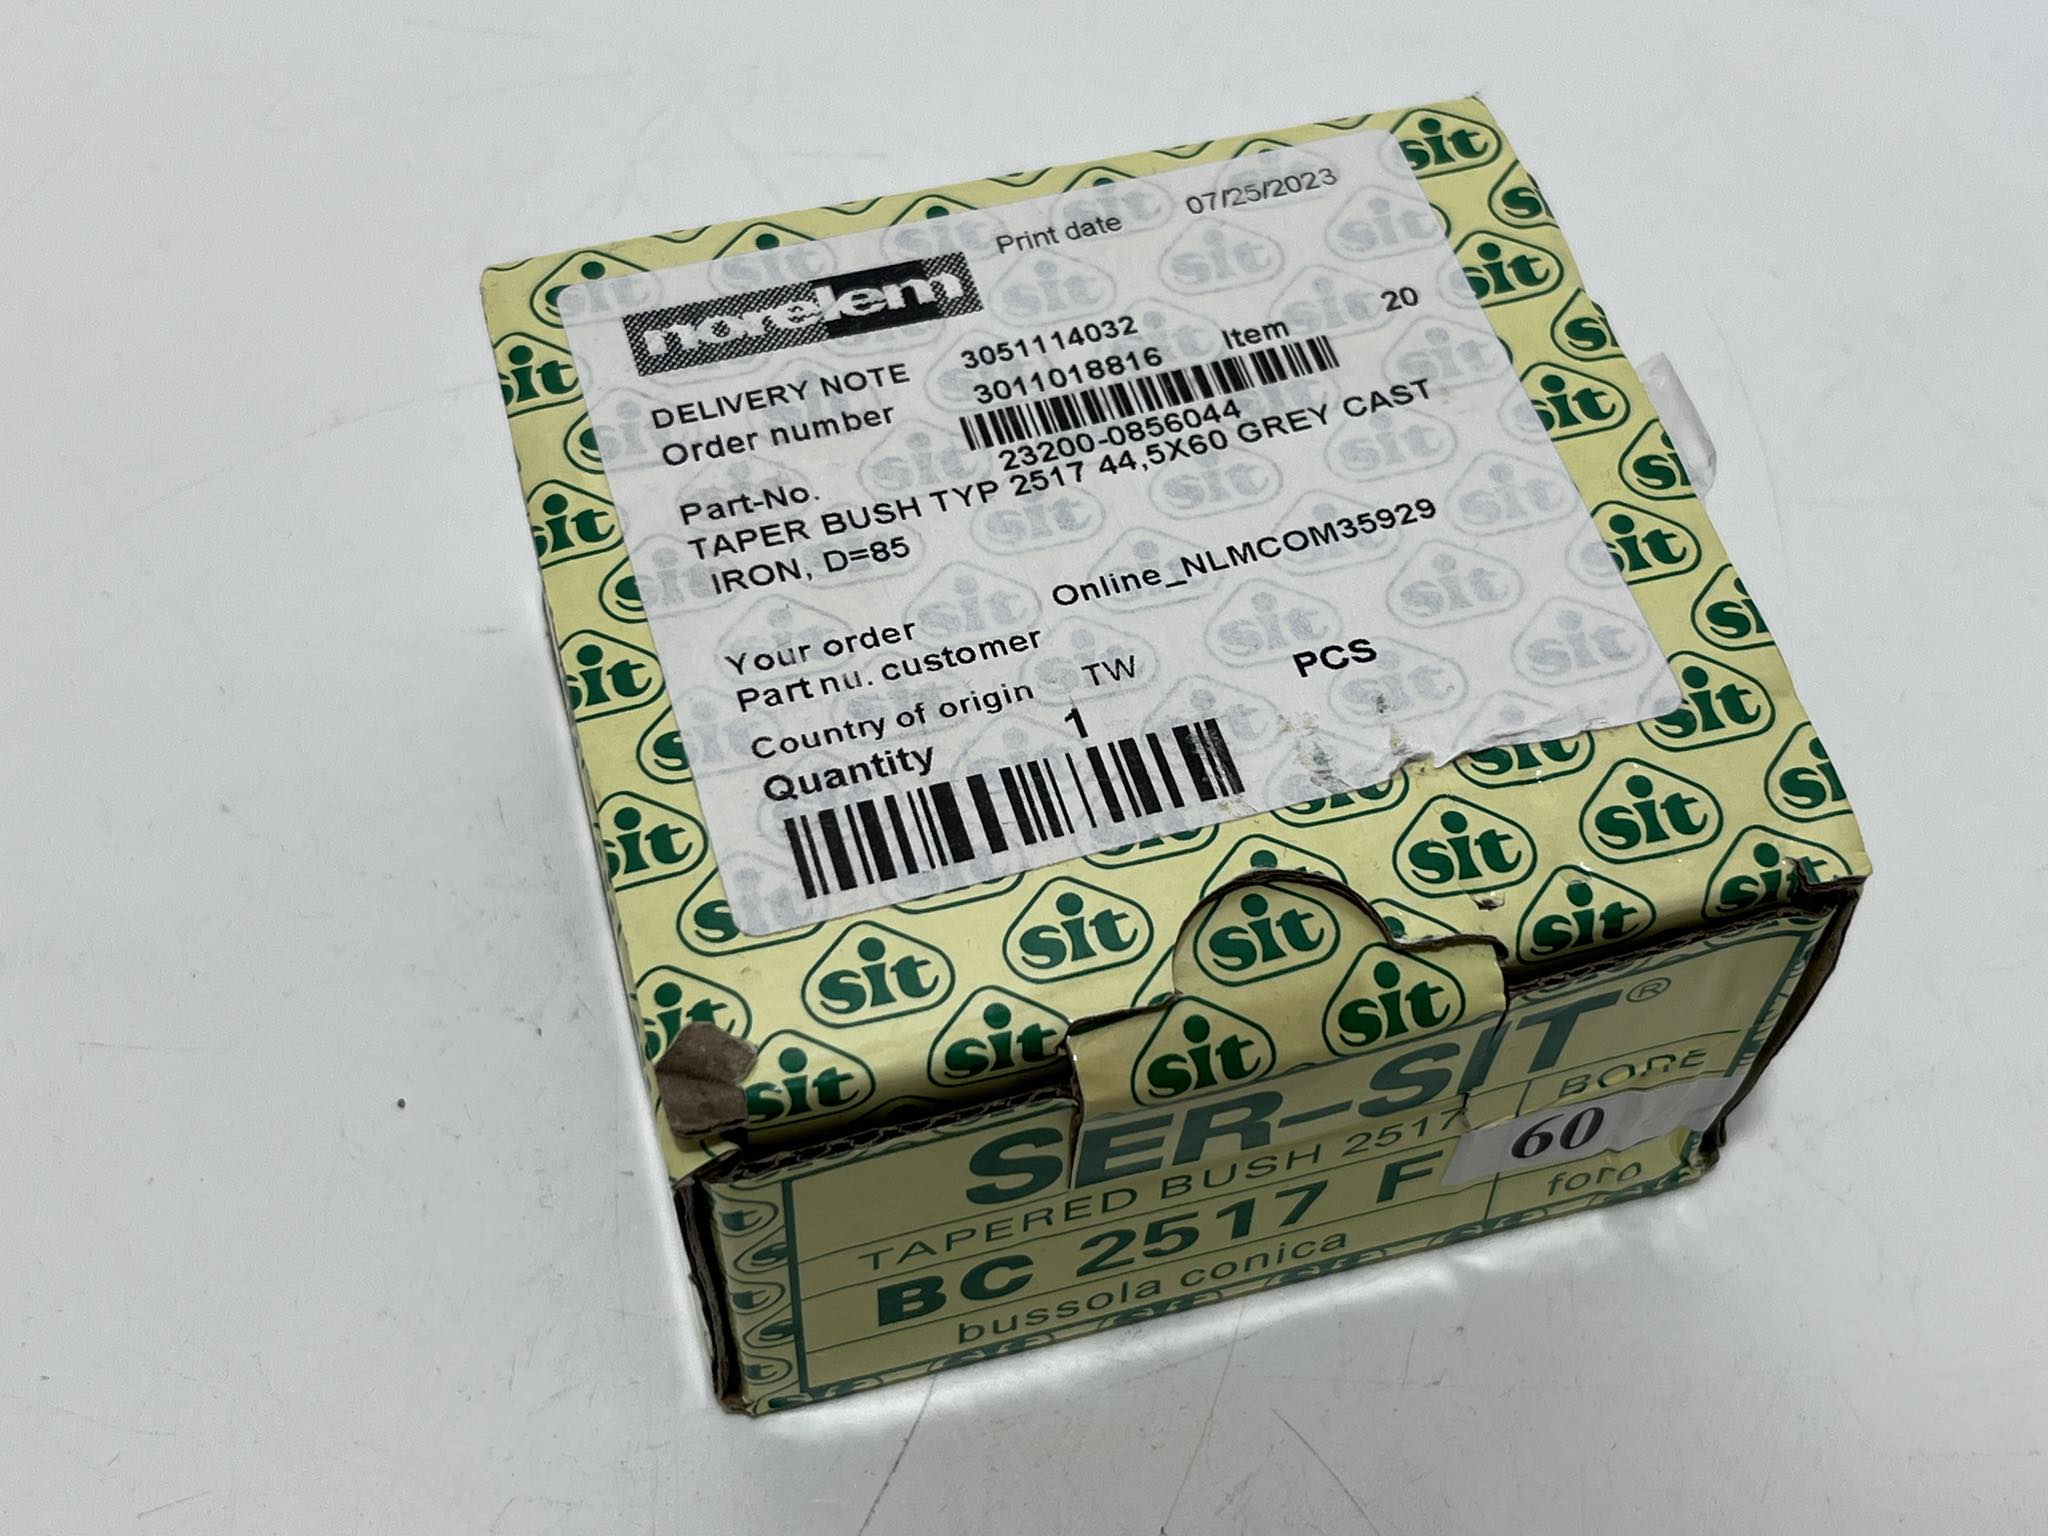 norelem
Print date 07/25/2023
DELIVERY NOTE 3051114032
Order number 3011018816 Item 20
Part-No. 23200-0856044
TAPER BUSH TYP 2517 44,5X60 GREY CAST
IRON, D=85
Your order Online_NLMCOM35929
Part nu. customer
Country of origin TW
Quantity 1 PCS
sit
SER-SIT®
TAPERED BUSH 2517
BORE
BC 2517 F
60
bussola conica
foro